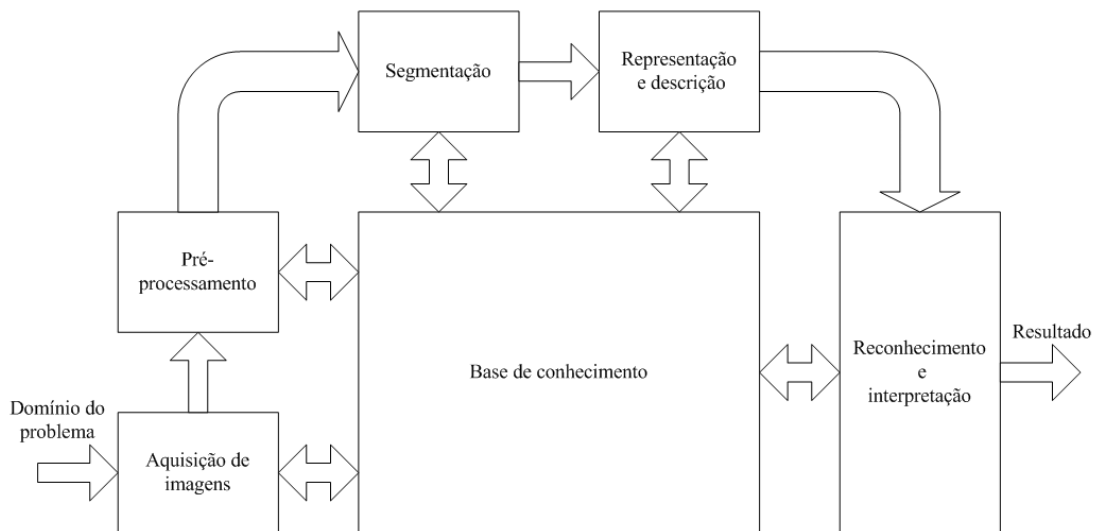 Segmentação
Representação
e descrição
Pré-
processamento
Base de conhecimento
Reconhecimento
e
interpretação
Resultado
Domínio do
problema
Aquisição de
imagens